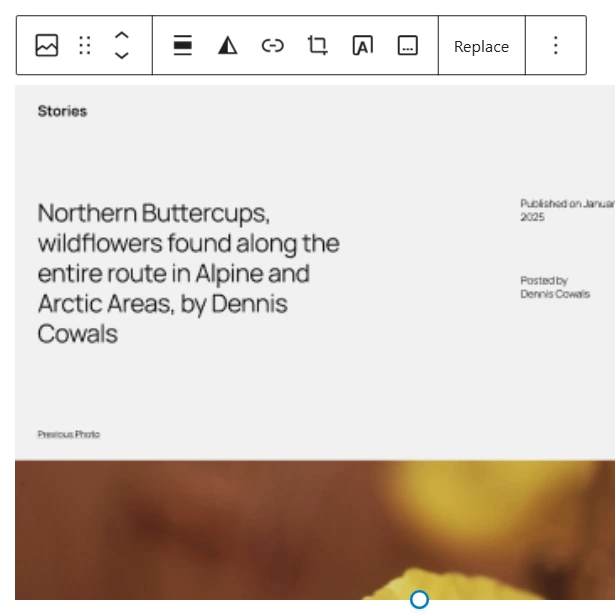 Replace
Stories
Northern Buttercups,
wildflowers found along the
entire route in Alpine and
Arctic Areas, by Dennis
Cowals
Published on
2025
Posted by
Dennis Cowals
Previous Photo